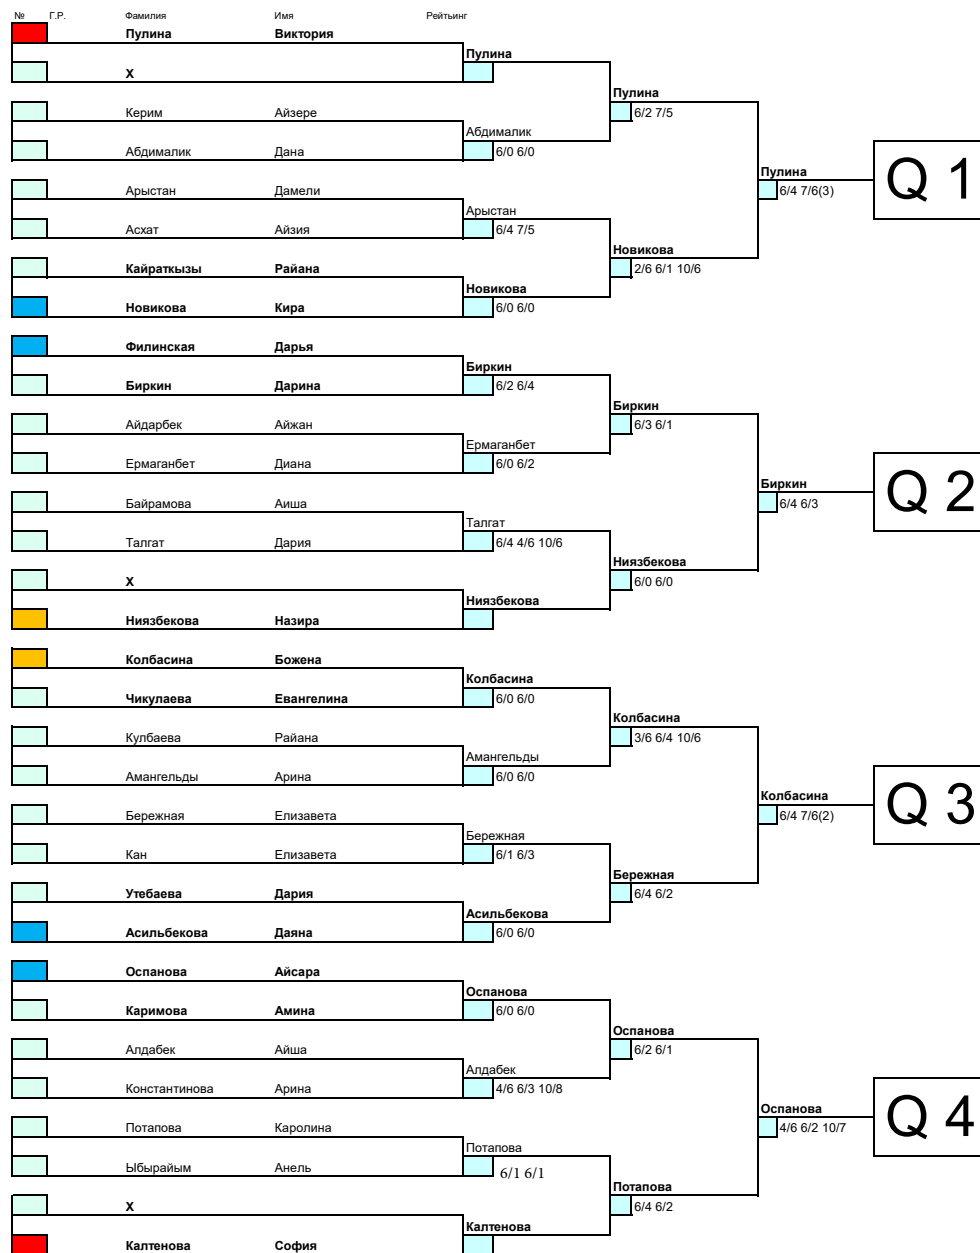 № Г.Р. Фамилия Имя Рейтьинг
Пулина Виктория
Пулина
Х
Пулина
Керим Айзере 6/2 7/5
Абдималик
Абдималик Дана 6/0 6/0
Пулина
Q 1
Арыстан Дамели 6/4 7/6(3)
Арыстан
Асхат Айзия 6/4 7/5
Новикова
Кайраткызы Райана 2/6 6/1 10/6
Новикова
Новикова Кира 6/0 6/0
Филинская Дарья
Биркин
Биркин Дарина 6/2 6/4
Биркин
Айдарбек Айжан 6/3 6/1
Ермаганбет
Ермаганбет Диана 6/0 6/2
Биркин
Q 2
Байрамова Аиша 6/4 6/3
Талгат
Талгат Дария 6/4 4/6 10/6
Ниязбекова
Х 6/0 6/0
Ниязбекова
Ниязбекова Назира
Колбасина Божена
Колбасина
Чикулаева Евангелина 6/0 6/0
Колбасина
Кулбаева Райана 3/6 6/4 10/6
Амангельды
Амангельды Арина 6/0 6/0
Колбасина
Q 3
Бережная Елизавета 6/4 7/6(2)
Бережная
Кан Елизавета 6/1 6/3
Бережная
Утебаева Дария 6/4 6/2
Асильбекова
Асильбекова Даяна 6/0 6/0
Оспанова Айсара
Оспанова
Каримова Амина 6/0 6/0
Оспанова
Алдабек Айша 6/2 6/1
Алдабек
Константинова Арина 4/6 6/3 10/8
Оспанова
Q 4
Потапова Каролина 4/6 6/2 10/7
Потапова
Ыбырайым Анель 6/1 6/1
Потапова
Х 6/4 6/2
Калтенова
Калтенова София